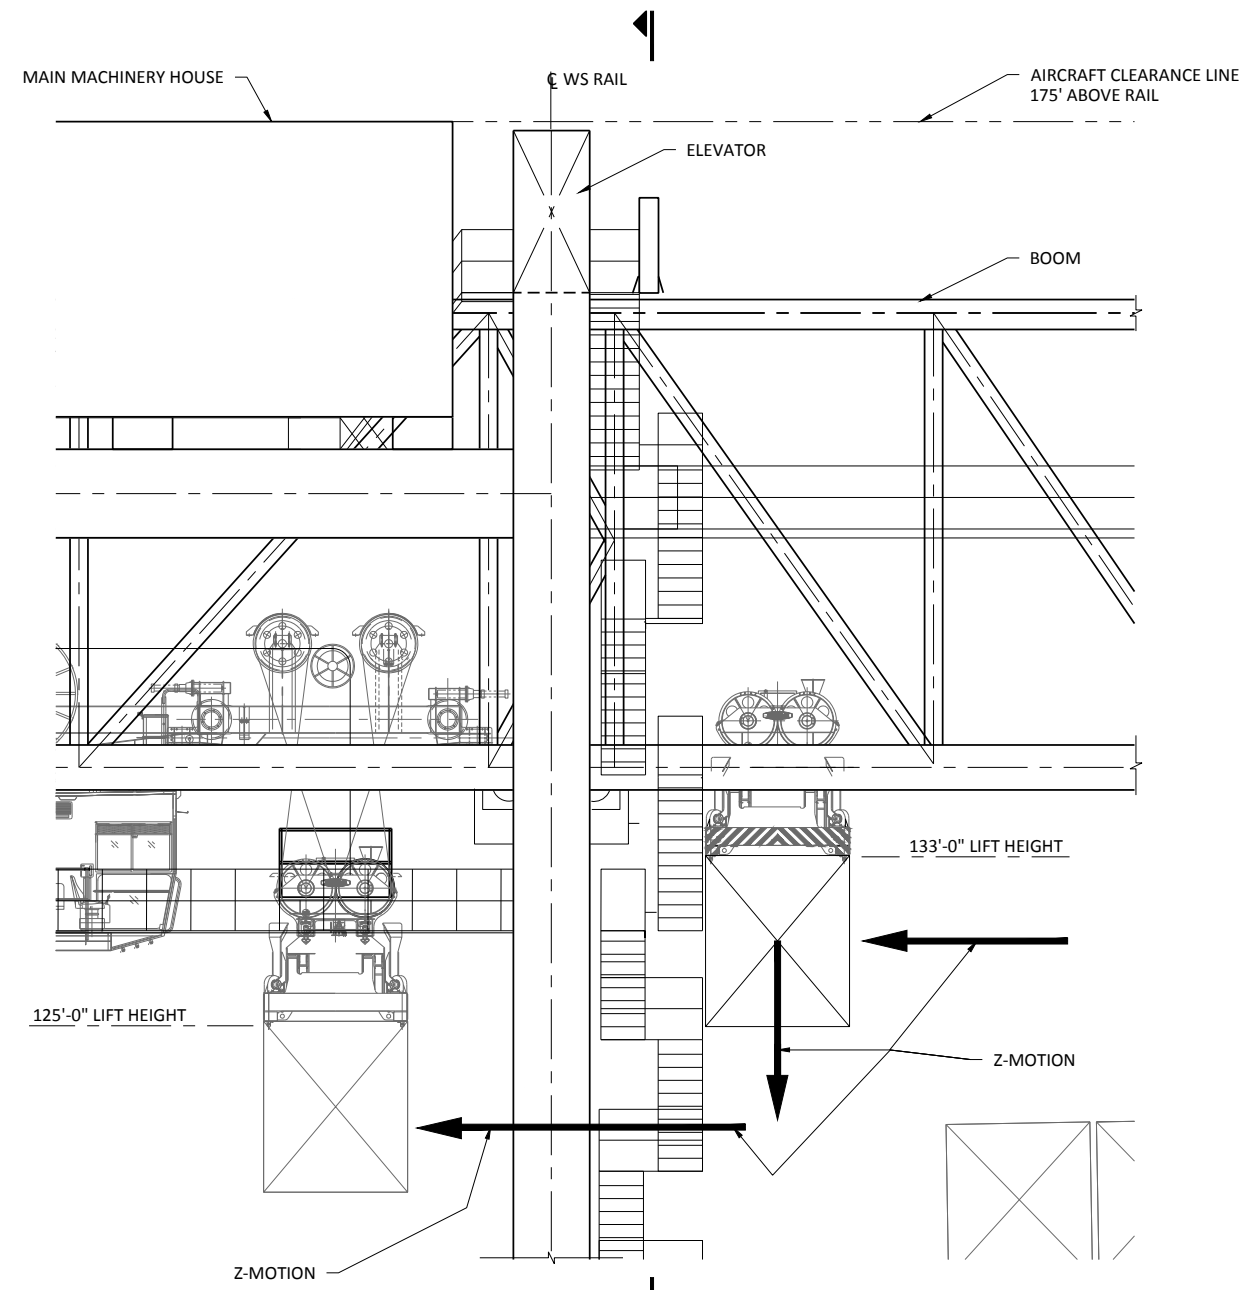 MAIN MACHINERY HOUSE
℄ WS RAIL
AIRCRAFT CLEARANCE LINE
175' ABOVE RAIL
ELEVATOR
BOOM
133'-0" LIFT HEIGHT
125'-0" LIFT HEIGHT
Z-MOTION
Z-MOTION